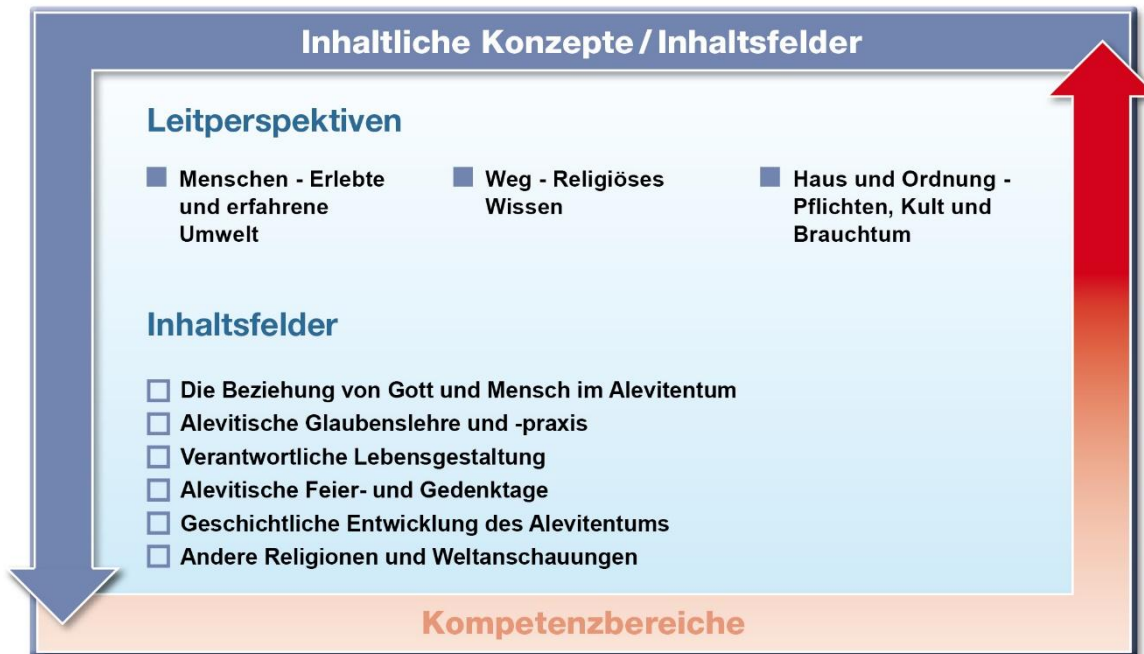 Inhaltliche Konzepte / Inhaltsfelder
Leitperspektiven
Menschen - Erlebte
und erfahrene
Umwelt
Weg - Religiöses
Wissen
Haus und Ordnung -
Pflichten, Kult und
Brauchtum
Inhaltsfelder
Die Beziehung von Gott und Mensch im Alevitentum
Alevitische Glaubenslehre und -praxis
Verantwortliche Lebensgestaltung
Alevitische Feier- und Gedenktage
Geschichtliche Entwicklung des Alevitentums
Andere Religionen und Weltanschauungen
Kompetenzbereiche